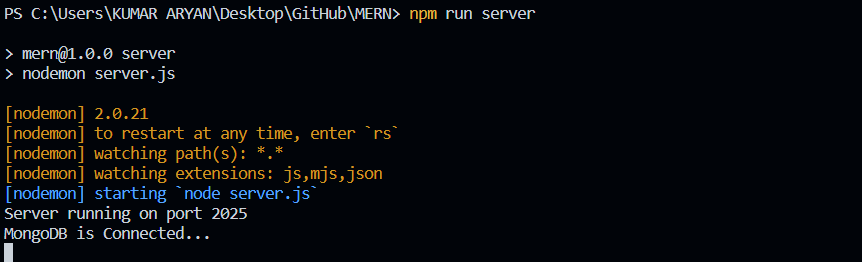 PS C:\Users\KUMAR ARYAN\Desktop\GitHub\MERN> npm run server
> mern@1.0.0 server
> nodemon server.js
[nodemon] 2.0.21
[nodemon] to restart at any time, enter `rs`
[nodemon] watching path(s): *.*
[nodemon] watching extensions: js,mjs,json
[nodemon] starting `node server.js`
Server running on port 2025
MongoDB is Connected...